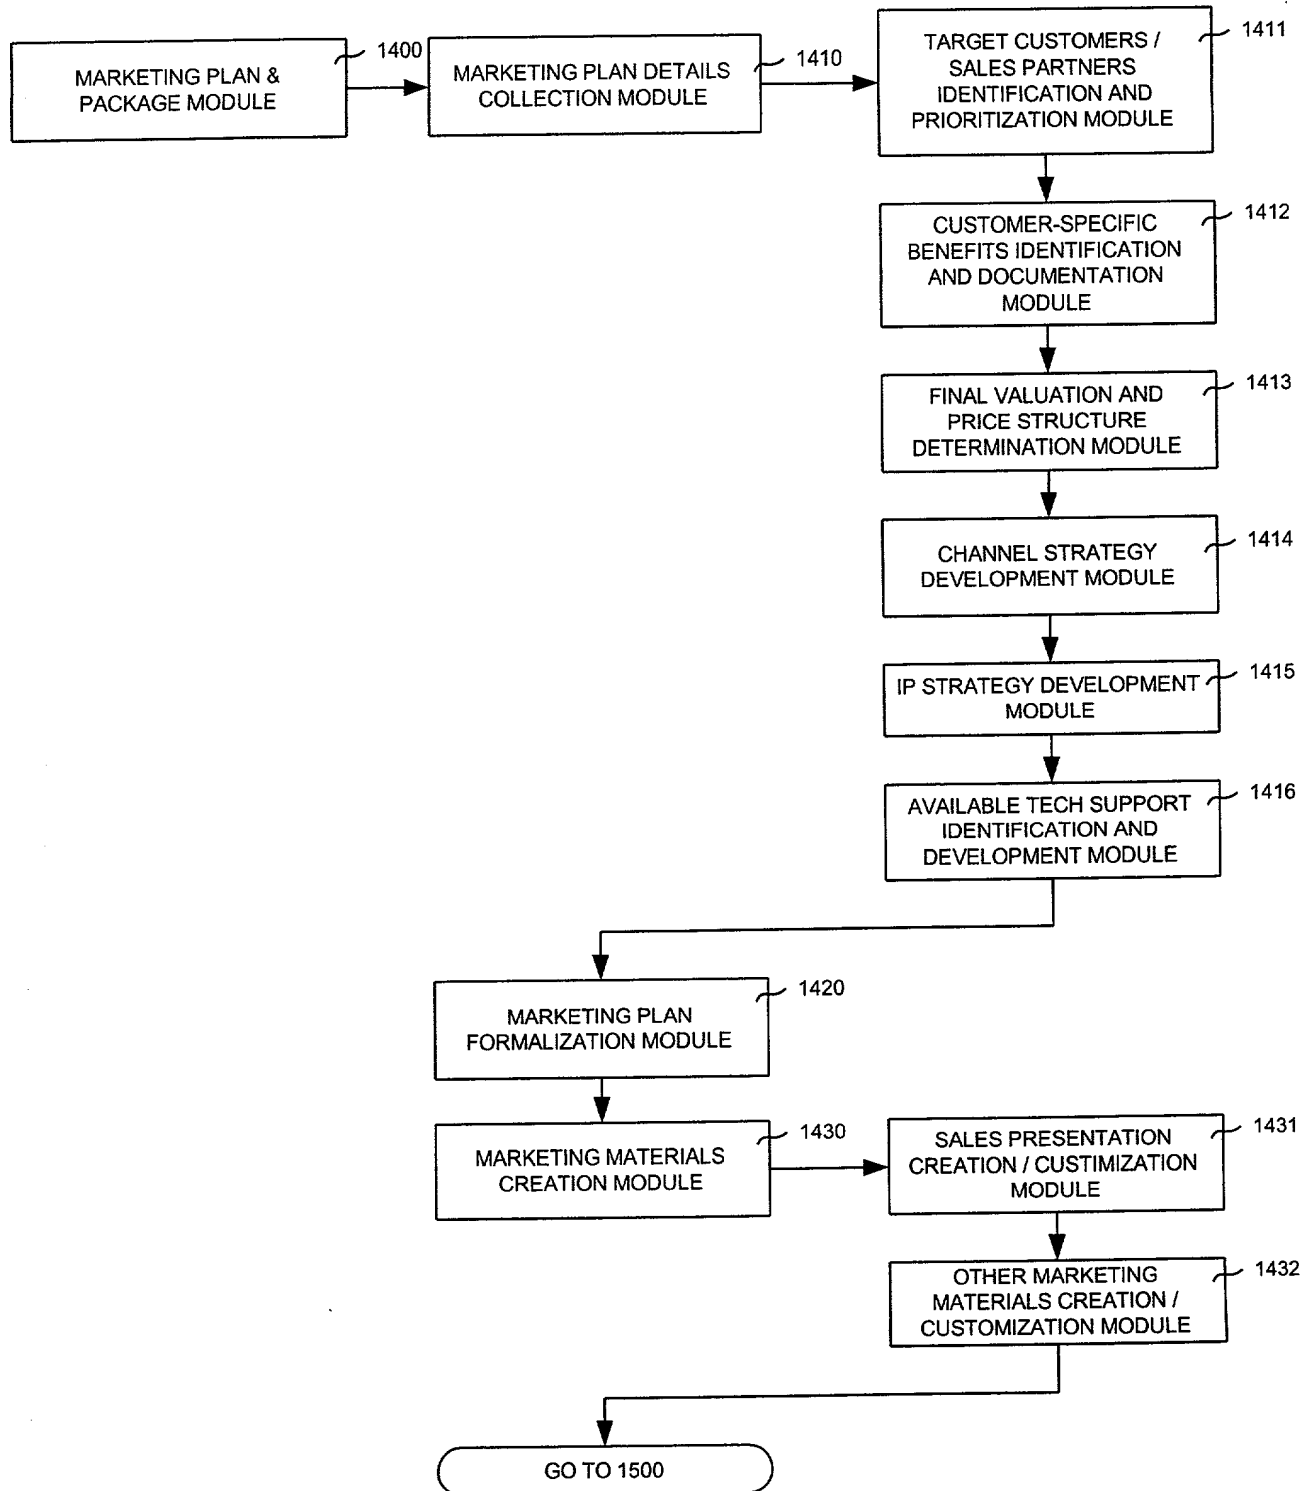 MARKETING PLAN &
PACKAGE MODULE
1400
MARKETING PLAN DETAILS
COLLECTION MODULE
1410
TARGET CUSTOMERS /
SALES PARTNERS
IDENTIFICATION AND
PRIORITIZATION MODULE
1411
CUSTOMER-SPECIFIC
BENEFITS IDENTIFICATION
AND DOCUMENTATION
MODULE
1412
FINAL VALUATION AND
PRICE STRUCTURE
DETERMINATION MODULE
1413
CHANNEL STRATEGY
DEVELOPMENT MODULE
1414
IP STRATEGY DEVELOPMENT
MODULE
1415
AVAILABLE TECH SUPPORT
IDENTIFICATION AND
DEVELOPMENT MODULE
1416
MARKETING PLAN
FORMALIZATION MODULE
1420
MARKETING MATERIALS
CREATION MODULE
1430
SALES PRESENTATION
CREATION / CUSTIMIZATION
MODULE
1431
OTHER MARKETING
MATERIALS CREATION /
CUSTOMIZATION MODULE
1432
GO TO 1500